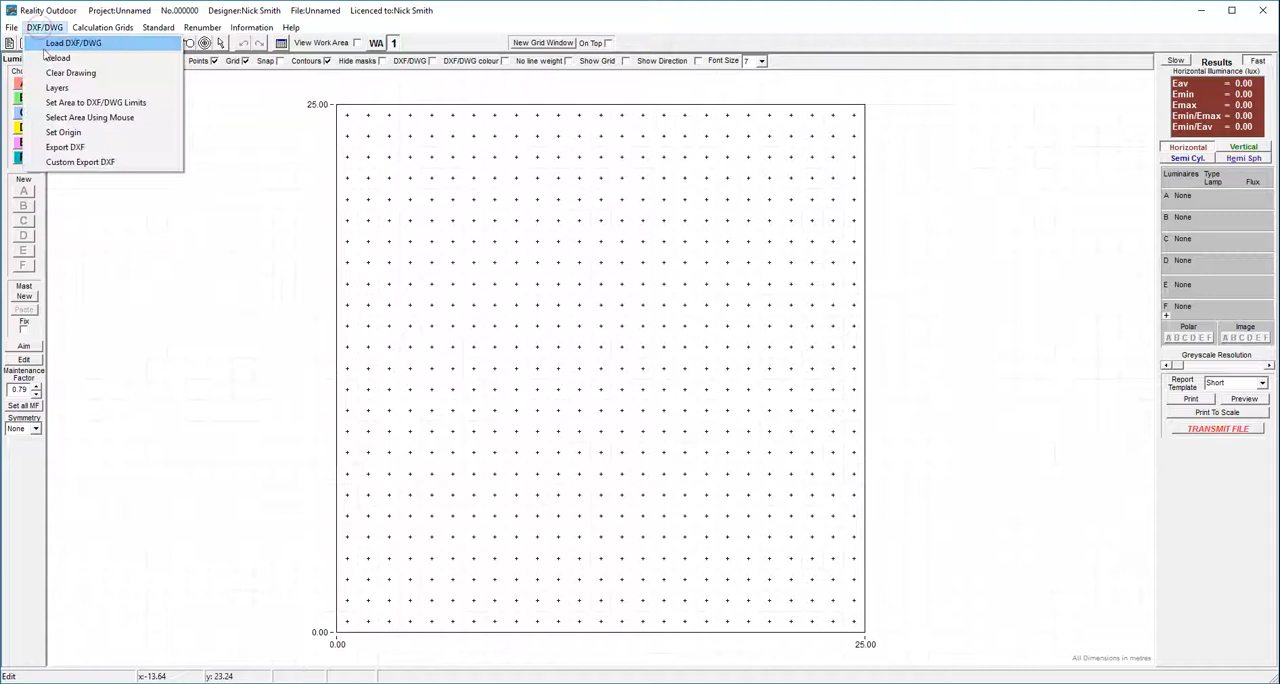 Reality Outdoor Project:Unnamed No.000000 Designer:Nick Smith File:Unnamed Licenced to:Nick Smith
File DXF/DWG Calculation Grids Standard Renumber Information Help
View Work Area WA 1 New Grid Window On Top
Points Grid Snap Contours Hide masks DXF/DWG DXF/DWG colour No line weight Show Grid Show Direction Font Size 7
Load DXF/DWG
Reload
Clear Drawing
Layers
Set Area to DXF/DWG Limits
Select Area Using Mouse
Set Origin
Export DXF
Custom Export DXF
New
A
B
C
D
E
F
Mast
New
Paste
Fix
Aim
Edit
Maintenance
Factor
0.79
Set all MF
Symmetry
None
25.00
0.00
0.00 25.00
All Dimensions in metres
Slow Results Fast
Horizontal Illuminance (lux)
Eav = 0.00
Emin = 0.00
Emax = 0.00
Emin/Emax = 0.00
Emin/Eav = 0.00
Horizontal Vertical
Semi Cyl. Hemi Sph
Luminaires Type
Lamp Flux
A None
B None
C None
D None
E None
F None
+
Polar Image
A B C D E F A B C D E F
Greyscale Resolution
Report
Template Short
Print Preview
Print To Scale
TRANSMIT FILE
Edit x:-13.64 y: 23.24